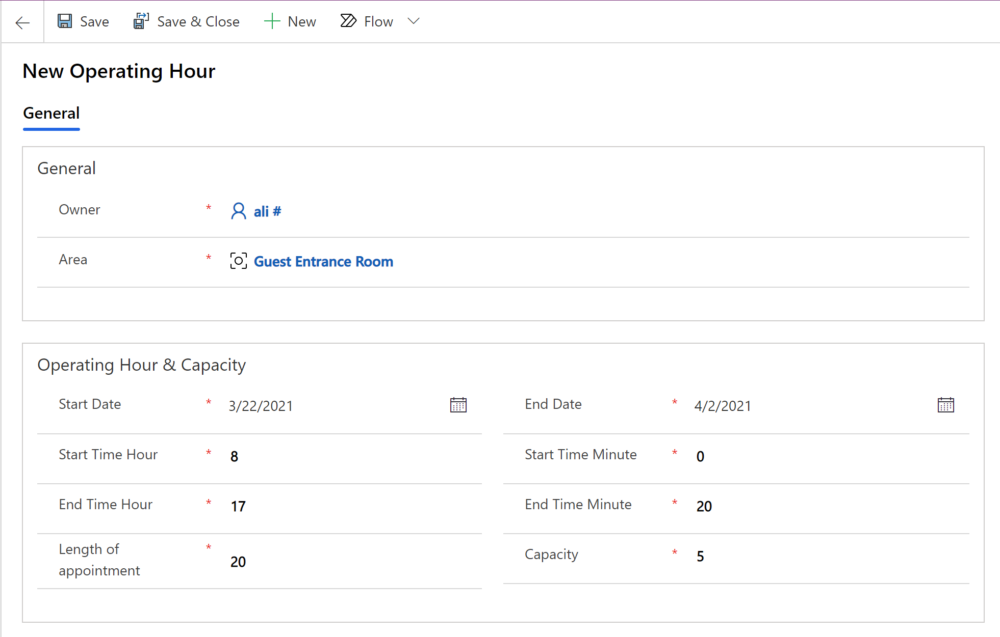 Save Save & Close New Flow
New Operating Hour
General
General
Owner * ali #
Area * Guest Entrance Room
Operating Hour & Capacity
Start Date * 3/22/2021 End Date * 4/2/2021
Start Time Hour * 8 Start Time Minute * 0
End Time Hour * 17 End Time Minute * 20
Length of
appointment * 20 Capacity * 5